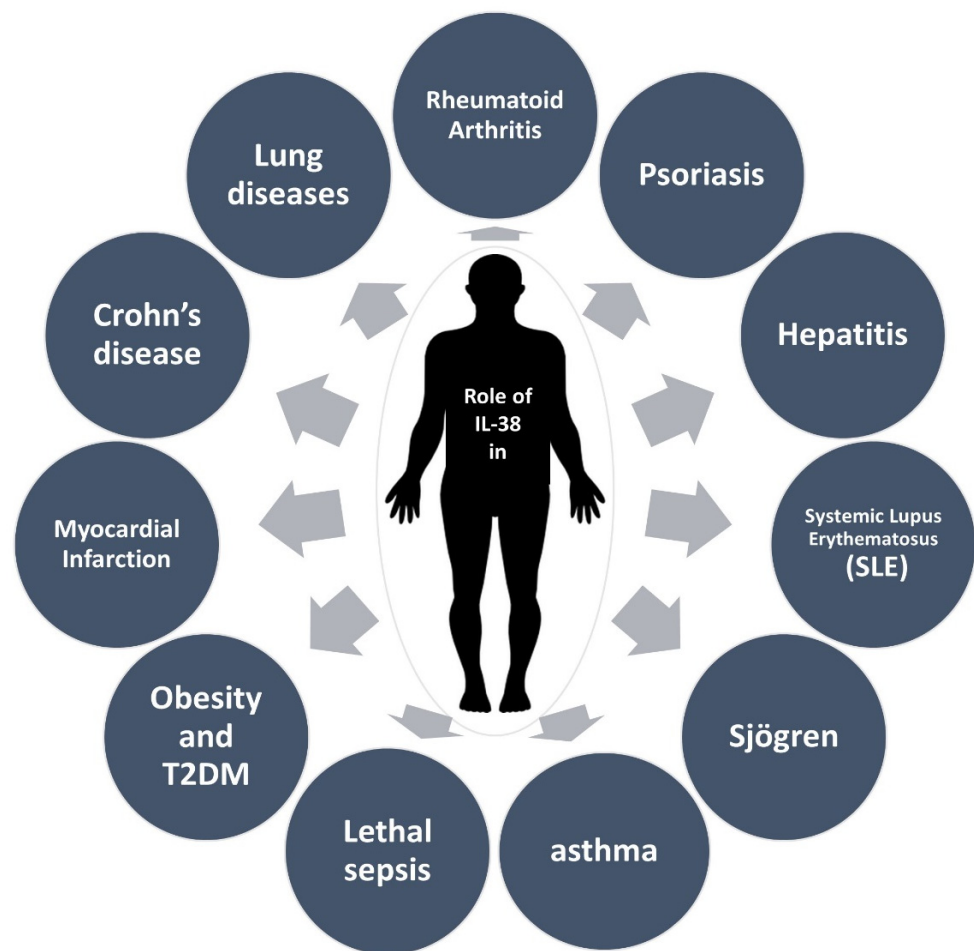 Rheumatoid
Arthritis
Psoriasis
Hepatitis
Systemic Lupus
Erythematosus
(SLE)
Sjögren
asthma
Lethal
sepsis
Obesity
and
T2DM
Myocardial
Infarction
Crohn’s
disease
Lung
diseases
Role of
IL-38
in